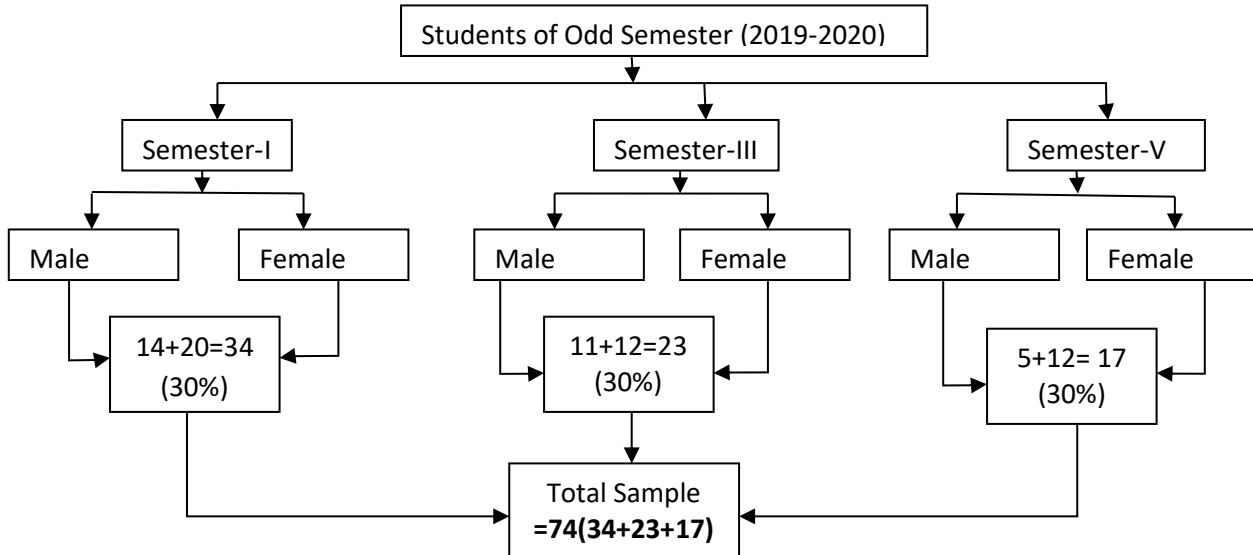 Students of Odd Semester (2019-2020)
Semester-I
Semester-III
Semester-V
Male
Female
Male
Female
Male
Female
14+20=34
(30%)
11+12=23
(30%)
5+12= 17
(30%)
Total Sample
=74(34+23+17)